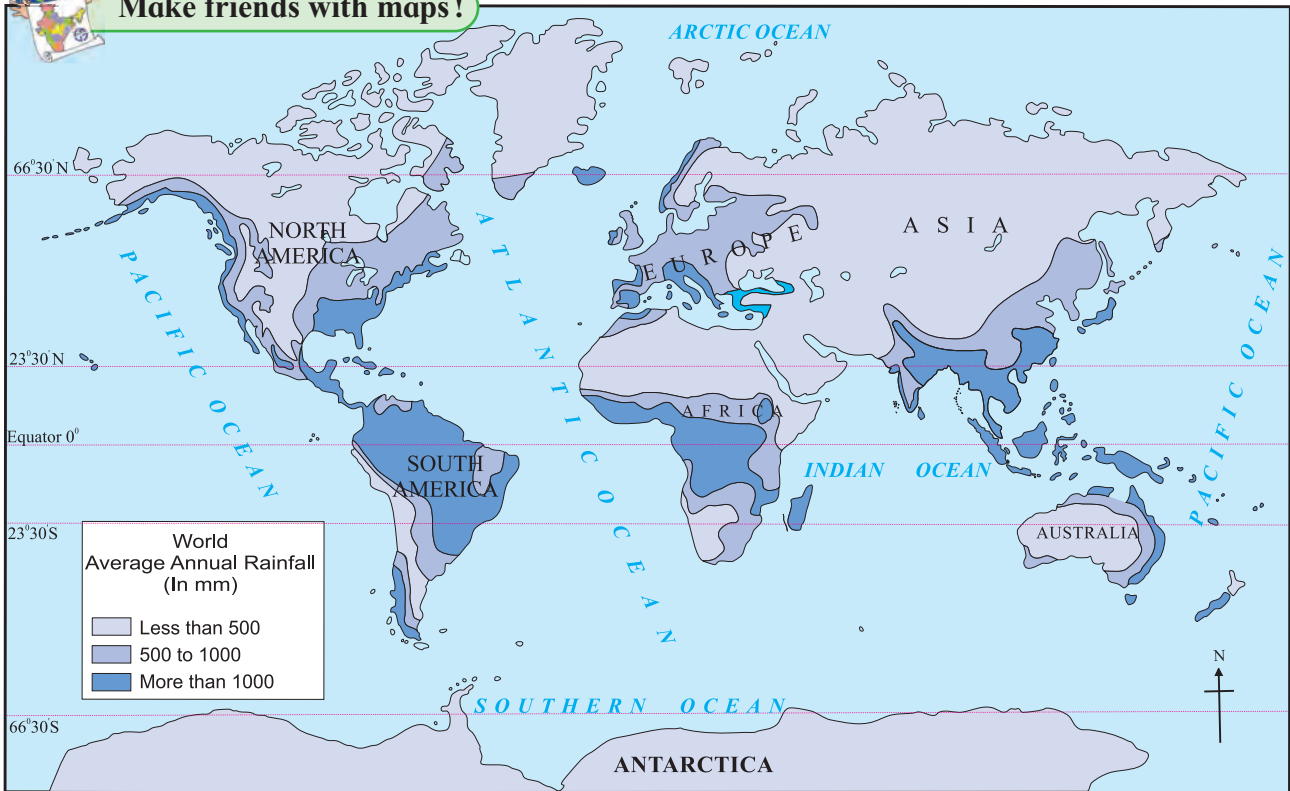 Make friends with maps!
ARCTIC OCEAN
66°30'N
NORTH
AMERICA
ATLANTIC OCEAN
EUROPE
ASIA
PACIFIC OCEAN
PACIFIC OCEAN
23°30'N
AFRICA
Equator 0°
SOUTH
AMERICA
INDIAN OCEAN
23°30'S
AUSTRALIA
World
Average Annual Rainfall
(In mm)
Less than 500
500 to 1000
More than 1000
N
SOUTHERN OCEAN
66°30'S
ANTARCTICA